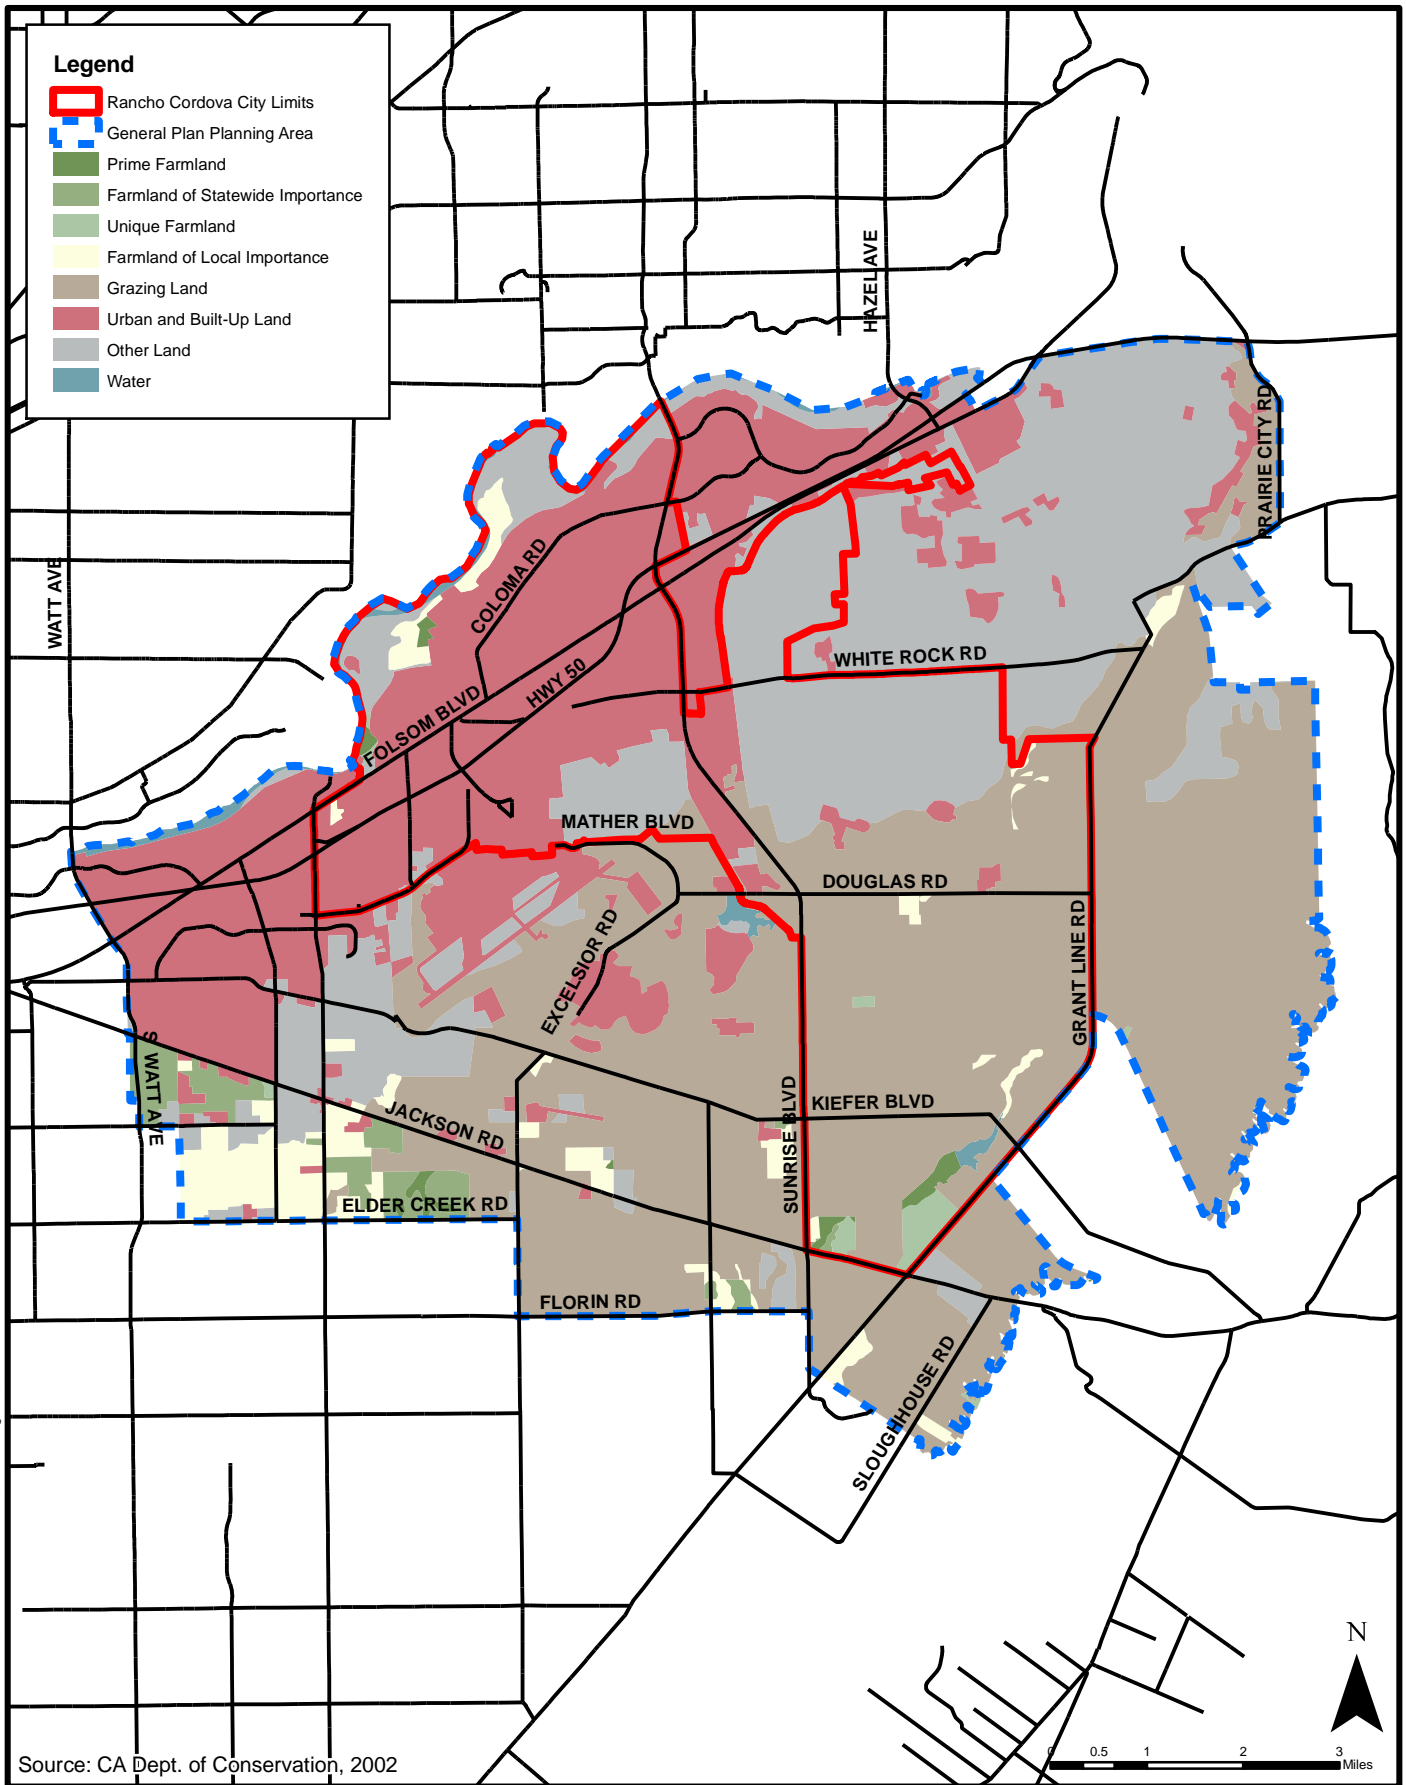 Legend
Rancho Cordova City Limits
General Plan Planning Area
Prime Farmland
Farmland of Statewide Importance
Unique Farmland
Farmland of Local Importance
Grazing Land
Urban and Built-Up Land
Other Land
Water
HAZEL AVE
PRAIRIE CITY RD
WATT AVE
COLOMA RD
WHITE ROCK RD
HWY 50
FOLSOM BLVD
MATHER BLVD
DOUGLAS RD
EXCELSIOR RD
GRANT LINE RD
S WATT AVE
SUNRISE BLVD
KIEFER BLVD
JACKSON RD
ELDER CREEK RD
FLORIN RD
SLOUGHHOUSE RD
N
0 0.5 1 2 3
Miles
Source: CA Dept. of Conservation, 2002